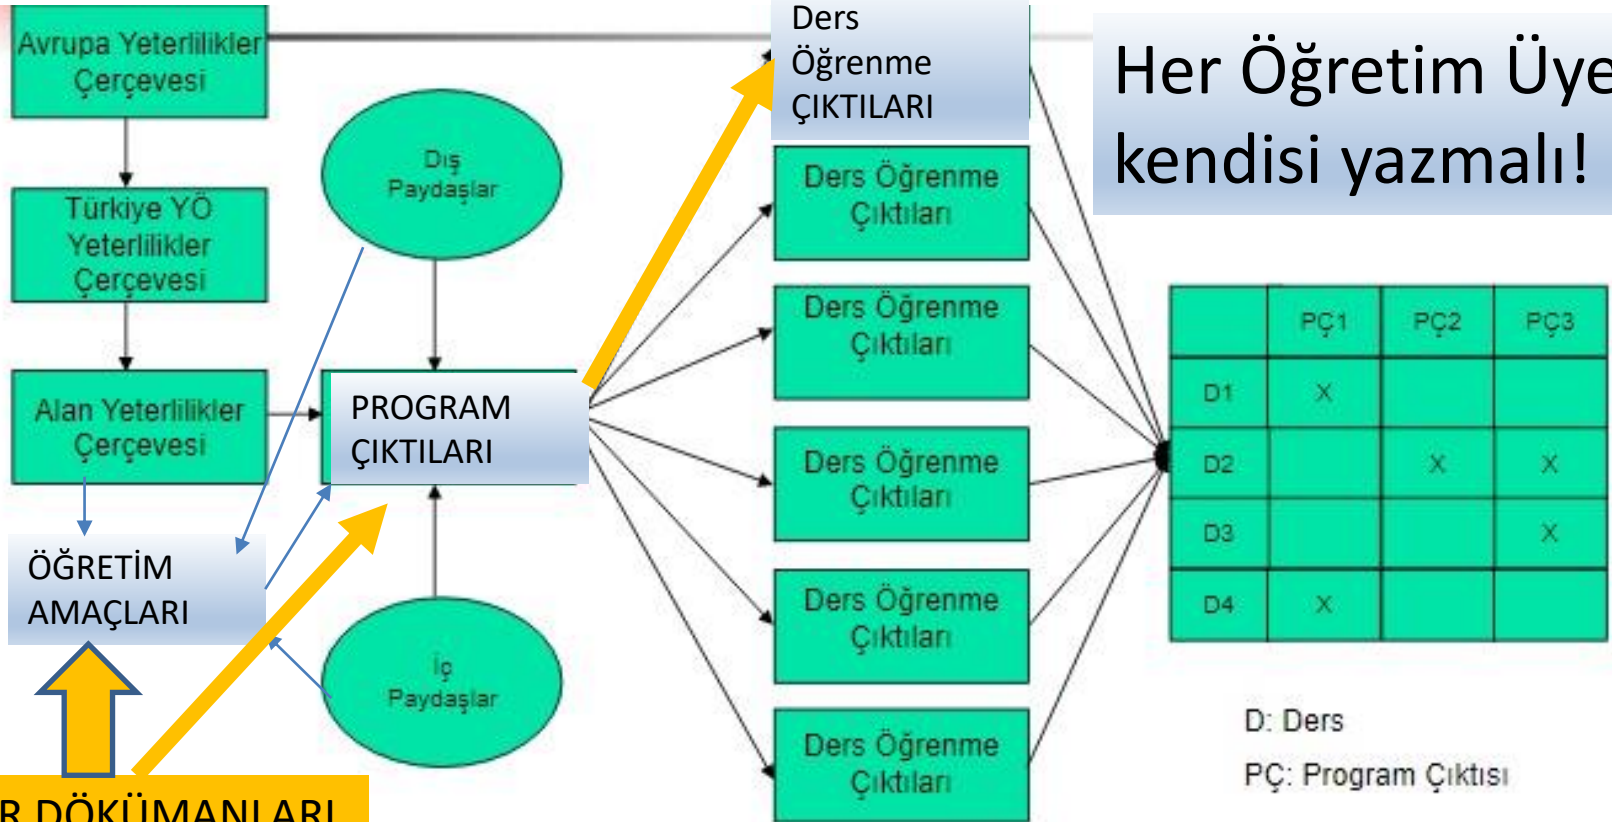 Avrupa Yeterlilikler
Çerçevesi
Türkiye YÖ
Yeterlilikler
Çerçevesi
Alan Yeterlilikler
Çerçevesi
ÖĞRETİM
AMAÇLARI
DÖKÜMANLARI
Dış
Paydaşlar
PROGRAM
ÇIKTILARI
İç
Paydaşlar
Ders
Öğrenme
ÇIKTILARI
Ders Öğrenme
Çıktıları
Ders Öğrenme
Çıktıları
Ders Öğrenme
Çıktıları
Ders Öğrenme
Çıktıları
Ders Öğrenme
Çıktıları
Her Öğretim
kendisi yazmalı!
PÇ1 PÇ2 PÇ3
D1 X
D2 X X
D3 X
D4 X
D: Ders
PÇ: Program Çıktısı